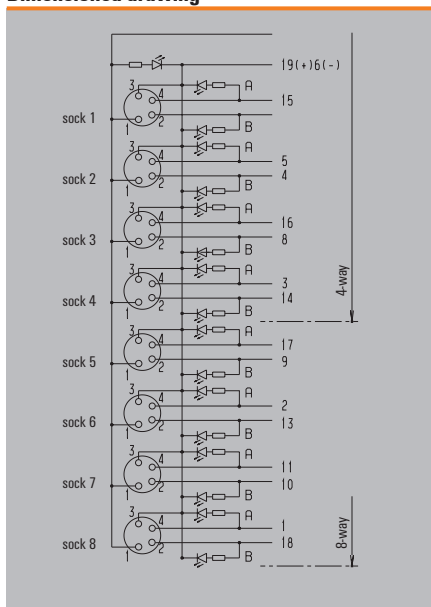 19(+)6(-)
3 4 A
15
sock 1
1 2 B
3 4 A
5
sock 2 4
1 2 B
3 4 A
16
sock 3 8
1 2 B
3 4 A
3
sock 4 14
4-way
1 2 B
3 4 A
17
sock 5 9
1 2 B
3 4 A
2
sock 6 13
1 2 B
3 4 A
11
sock 7 10
1 2 B
3 4 A
1
sock 8 18
8-way
1 2 B